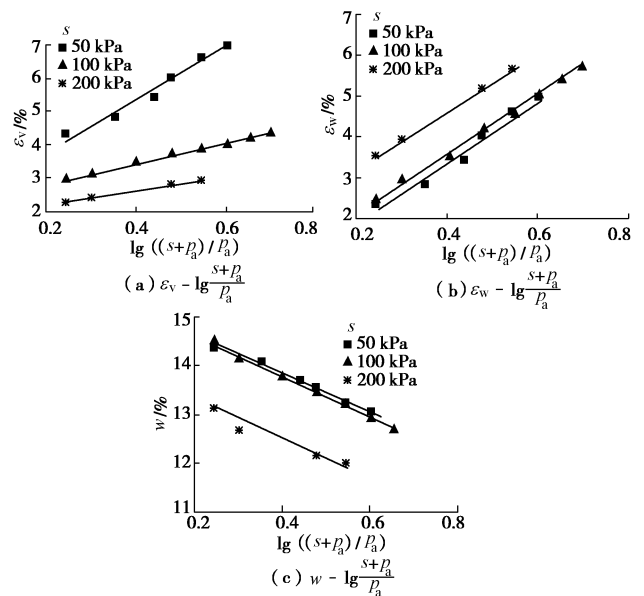 s
50 kPa
100 kPa
200 kPa
7
6
5
4
3
2
εv/%
0.2 0.4 0.6 0.8
lg ((s+pa)/pa)
(a) εv – lg (s+pa)/pa
s
50 kPa
100 kPa
200 kPa
7
6
5
4
3
2
εw/%
0.2 0.4 0.6 0.8
lg ((s+pa)/pa)
(b) εw – lg (s+pa)/pa
s
50 kPa
100 kPa
200 kPa
15
14
13
12
11
w/%
0.2 0.4 0.6 0.8
lg ((s+pa)/pa)
(c) w – lg (s+pa)/pa